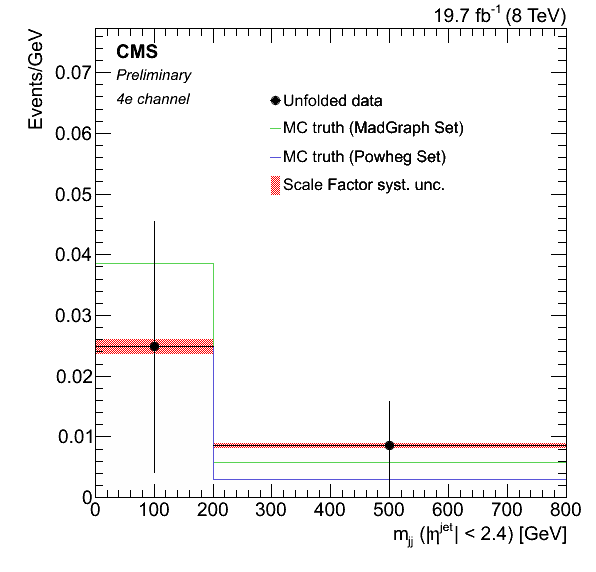 19.7 fb⁻¹ (8 TeV)
Events/GeV
CMS
Preliminary
4e channel
Unfolded data
MC truth (MadGraph Set)
MC truth (Powheg Set)
Scale Factor syst. unc.
0.07
0.06
0.05
0.04
0.03
0.02
0.01
0
0 100 200 300 400 500 600 700 800
m_jj (|η^jet| < 2.4) [GeV]